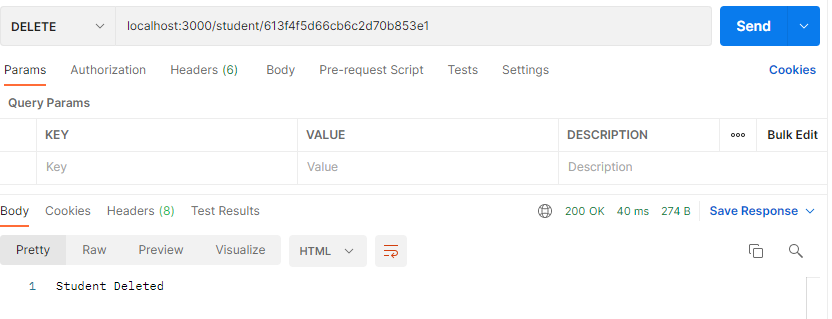 DELETE localhost:3000/student/613f4f5d66cb6c2d70b853e1 Send
Params Authorization Headers (6) Body Pre-request Script Tests Settings Cookies
Query Params
KEY VALUE DESCRIPTION ooo Bulk Edit
Key Value Description
Body Cookies Headers (8) Test Results 200 OK 40 ms 274 B Save Response
Pretty Raw Preview Visualize HTML
1 Student Deleted